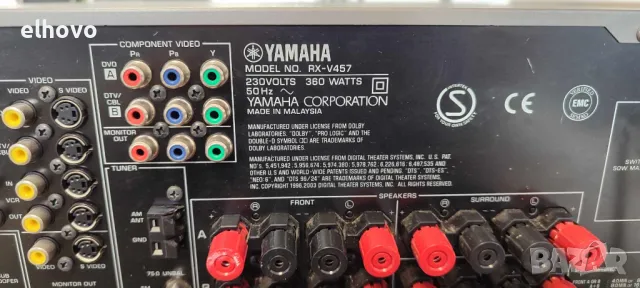 elhovo
COMPONENT VIDEO
PR PB Y
DVD
A
DTV/
CBL
B
MONITOR
OUT
VIDEO
VIDEO S VIDEO
IN
VCR
OUT
VIDEO S VIDEO
MONITOR OUT
TUNER
AM
ANT
GND
75Ω UNBAL.
YAMAHA
MODEL NO. RX-V457
230VOLTS 360 WATTS
50Hz ~
YAMAHA CORPORATION
MADE IN MALAYSIA
MANUFACTURED UNDER LICENSE FROM DOLBY
LABORATORIES. "DOLBY", "PRO LOGIC" AND THE
DOUBLE-D SYMBOL ARE TRADEMARKS OF
DOLBY LABORATORIES.
MANUFACTURED UNDER LICENSE FROM DIGITAL THEATER SYSTEMS, INC. U.S. PAT.
NO'S 5,451,942 5,956,674 5,974,380 5,978,762 6,226,616 6,487,535 AND
OTHER U.S. AND WORLD-WIDE PATENTS ISSUED AND PENDING. "DTS", "DTS-ES",
"NEO:6", AND "DTS 96/24" ARE TRADEMARKS OF DIGITAL THEATER SYSTEMS,
INC. COPYRIGHT 1996,2003 DIGITAL THEATER SYSTEMS, INC. ALL RIGHTS RESERVED.
S
CE
EMC
SPEAKERS
R FRONT L
R SURROUND L
A
bazar